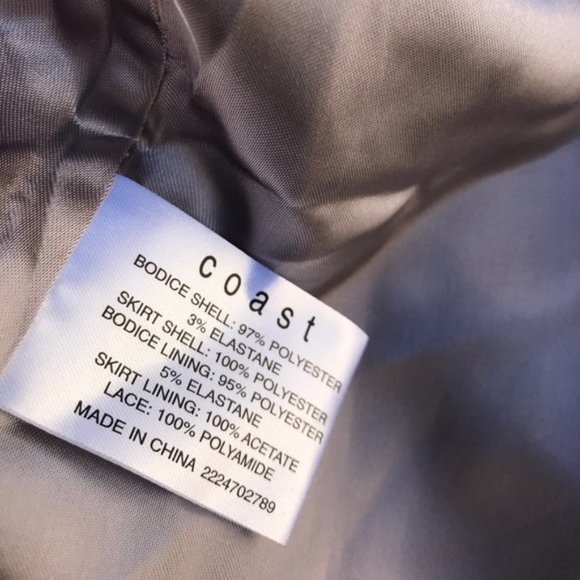 coast
BODICE SHELL: 97% POLYESTER
3% ELASTANE
SKIRT SHELL: 100% POLYESTER
BODICE LINING: 95% POLYESTER
5% ELASTANE
SKIRT LINING: 100% ACETATE
LACE: 100% POLYAMIDE
MADE IN CHINA 2224702789